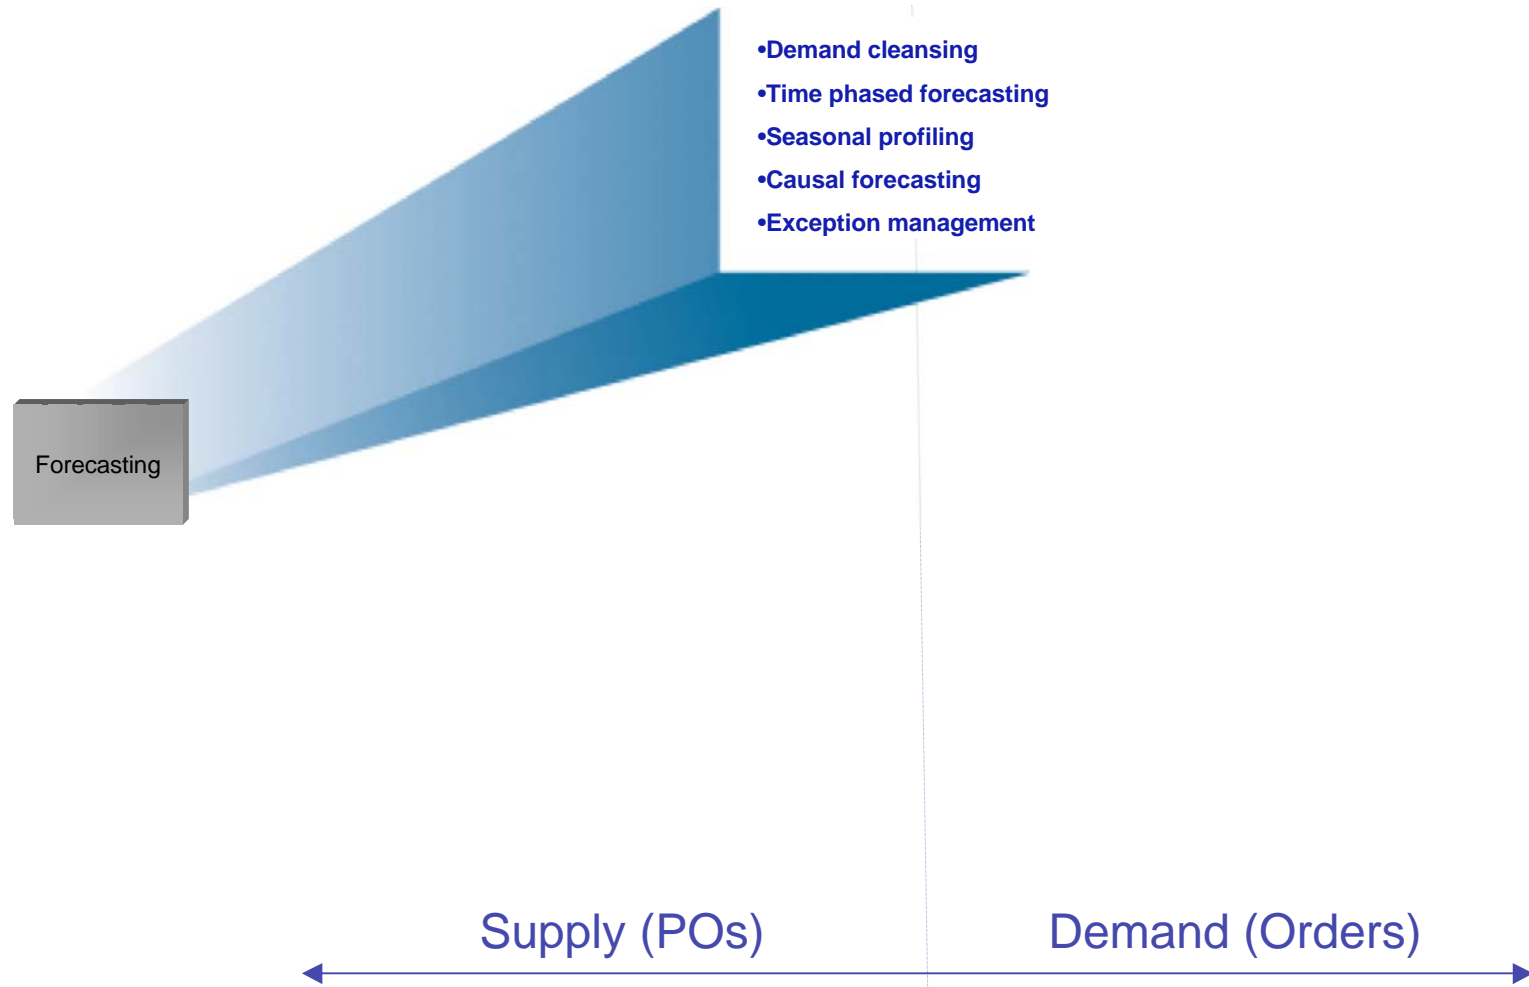 •Demand cleansing
•Time phased forecasting
•Seasonal profiling
•Causal forecasting
•Exception management
Forecasting
Supply (POs)
Demand (Orders)